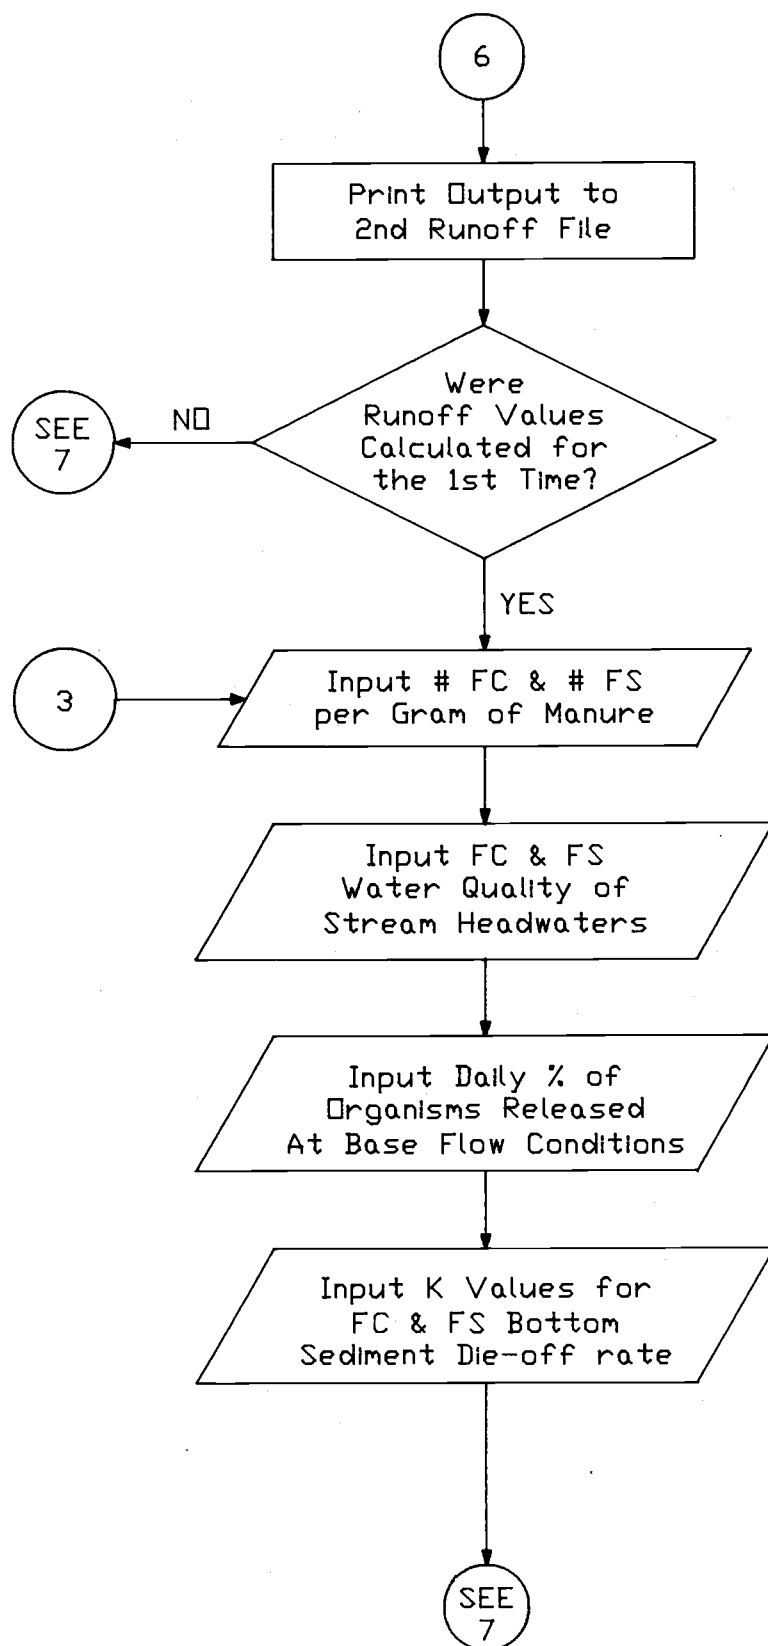 6
Print Output to
2nd Runoff File
Were
Runoff Values
Calculated for
the 1st Time?
NO
SEE
7
YES
3
Input # FC & # FS
per Gram of Manure
Input FC & FS
Water Quality of
Stream Headwaters
Input Daily % of
Organisms Released
At Base Flow Conditions
Input K Values for
FC & FS Bottom
Sediment Die-off rate
SEE
7